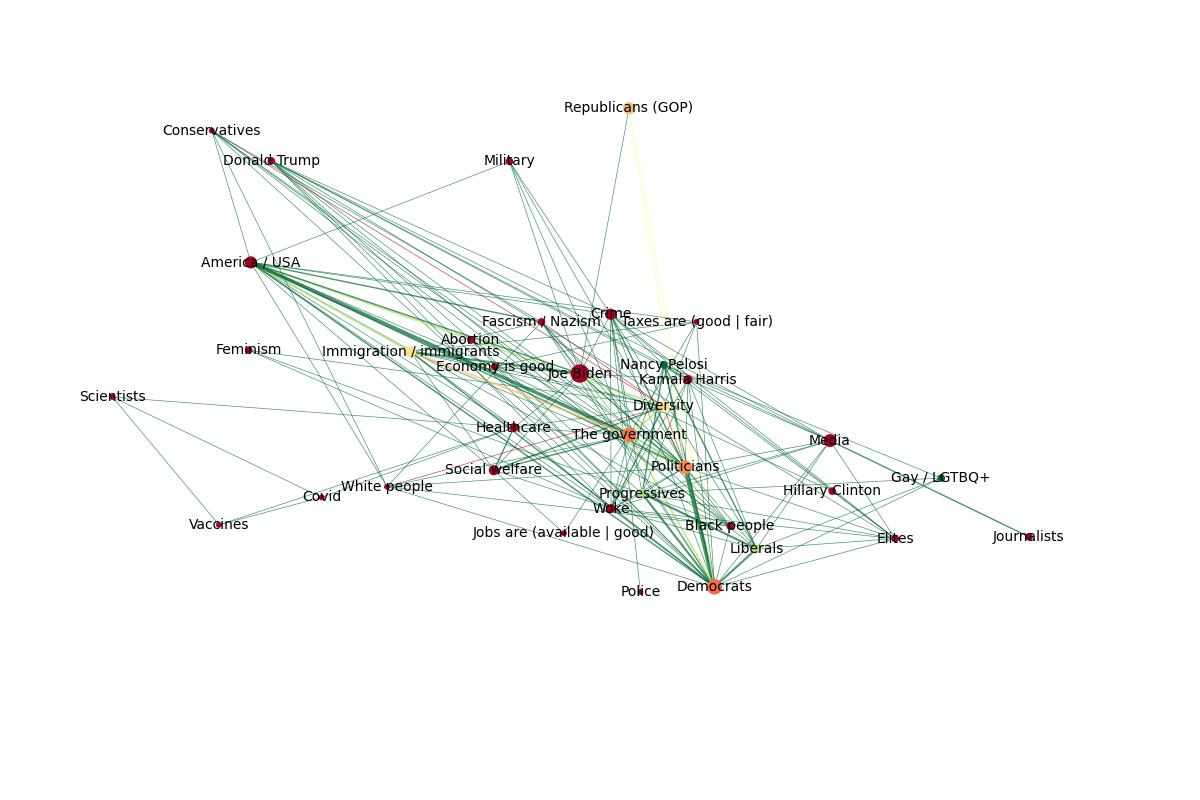 Republicans (GOP)
Conservatives
Donald Trump
Military
America / USA
Crime
Fascism / Nazism
Taxes are (good | fair)
Abortion
Feminism
Immigration / immigrants
Economy is good
Nancy Pelosi
Joe Biden
Kamala Harris
Scientists
Diversity
Healthcare
The government
Media
Social welfare
Politicians
Gay / LGTBQ+
White people
Hillary Clinton
Covid
Progressives
Woke
Vaccines
Black people
Jobs are (available | good)
Journalists
Elites
Liberals
Democrats
Police